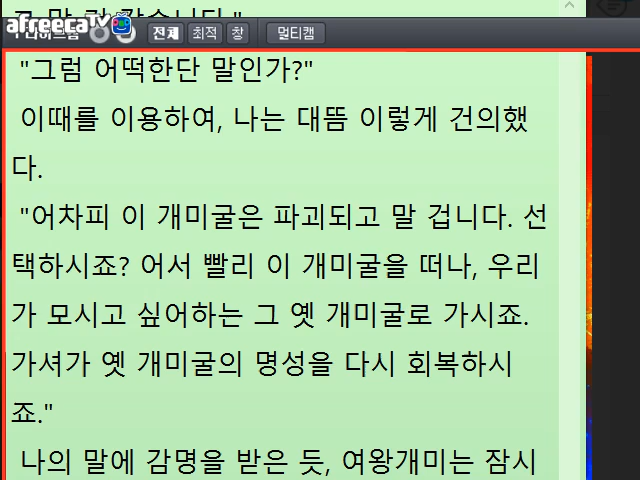 afreecaTV
전체 최적 창 멀티캠
"그럼 어떡한단 말인가?"
이때를 이용하여, 나는 대뜸 이렇게 건의했
다.
"어차피 이 개미굴은 파괴되고 말 겁니다. 선
택하시죠? 어서 빨리 이 개미굴을 떠나, 우리
가 모시고 싶어하는 그 옛 개미굴로 가시죠.
가셔가 옛 개미굴의 명성을 다시 회복하시
죠."
나의 말에 감명을 받은 듯, 여왕개미는 잠시